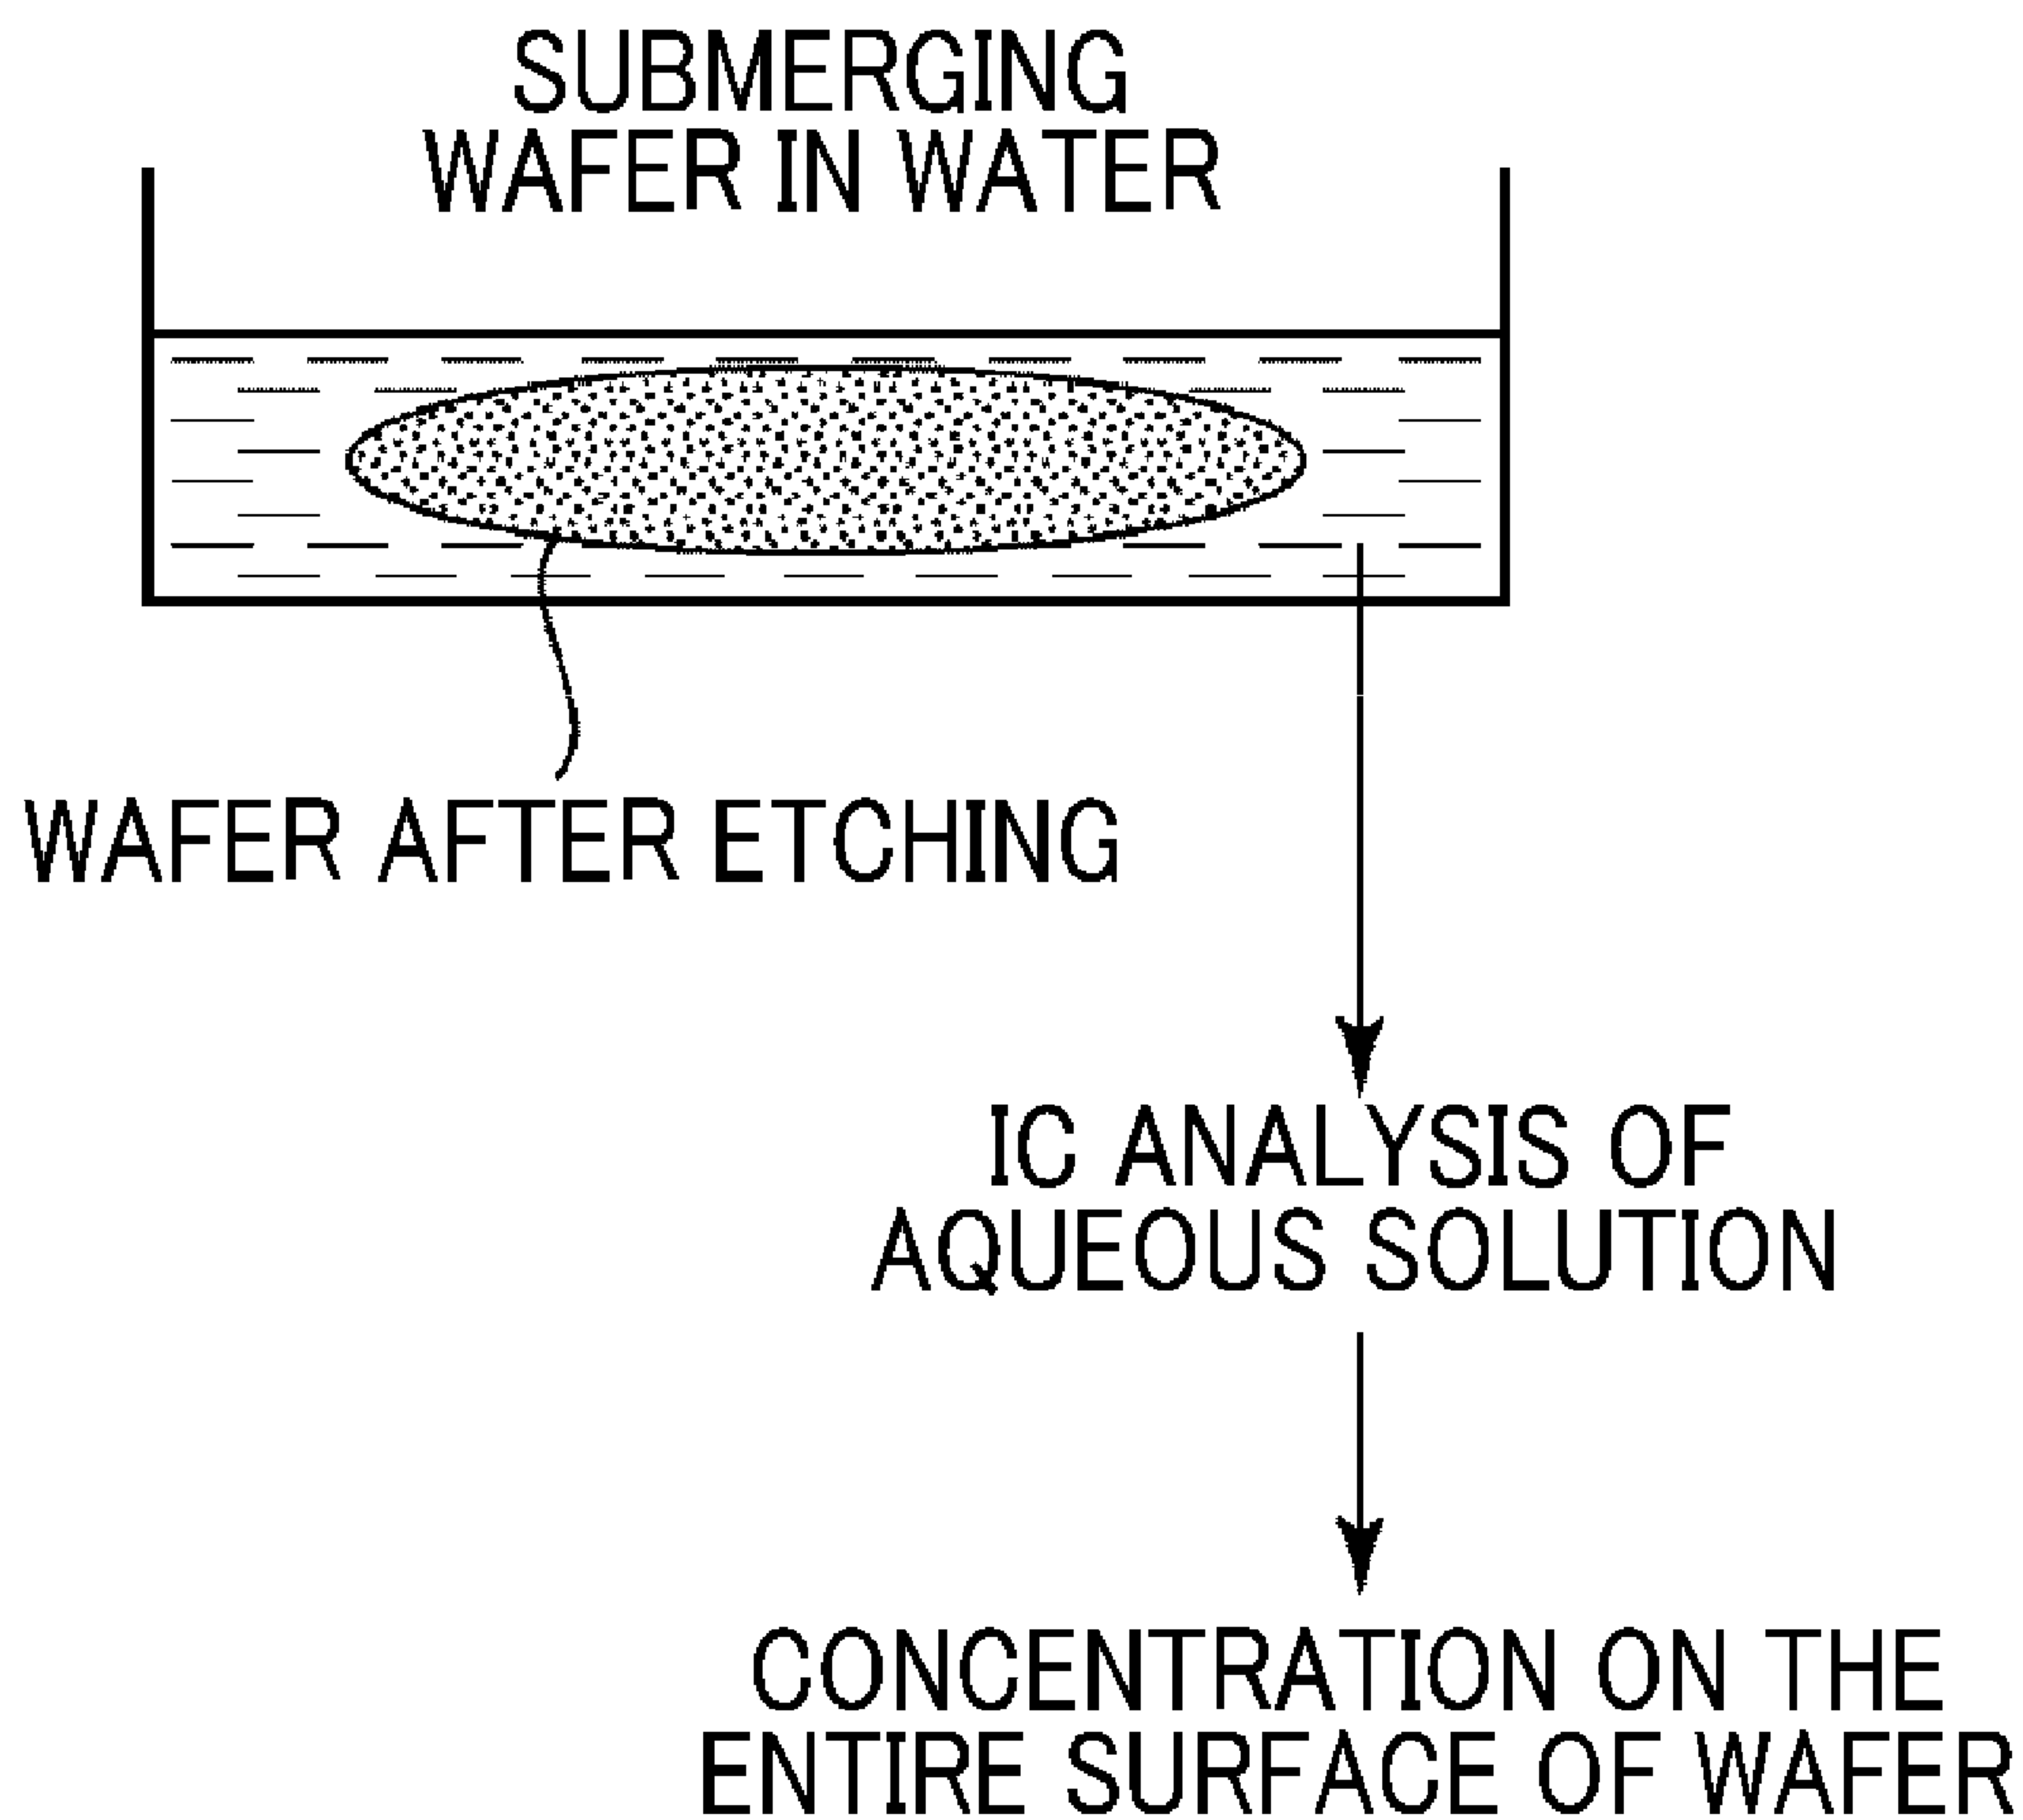 SUBMERGING
WAFER IN WATER
WAFER AFTER ETCHING
IC ANALYSIS OF
AQUEOUS SOLUTION
CONCENTRATION ON THE
ENTIRE SURFACE OF WAFER